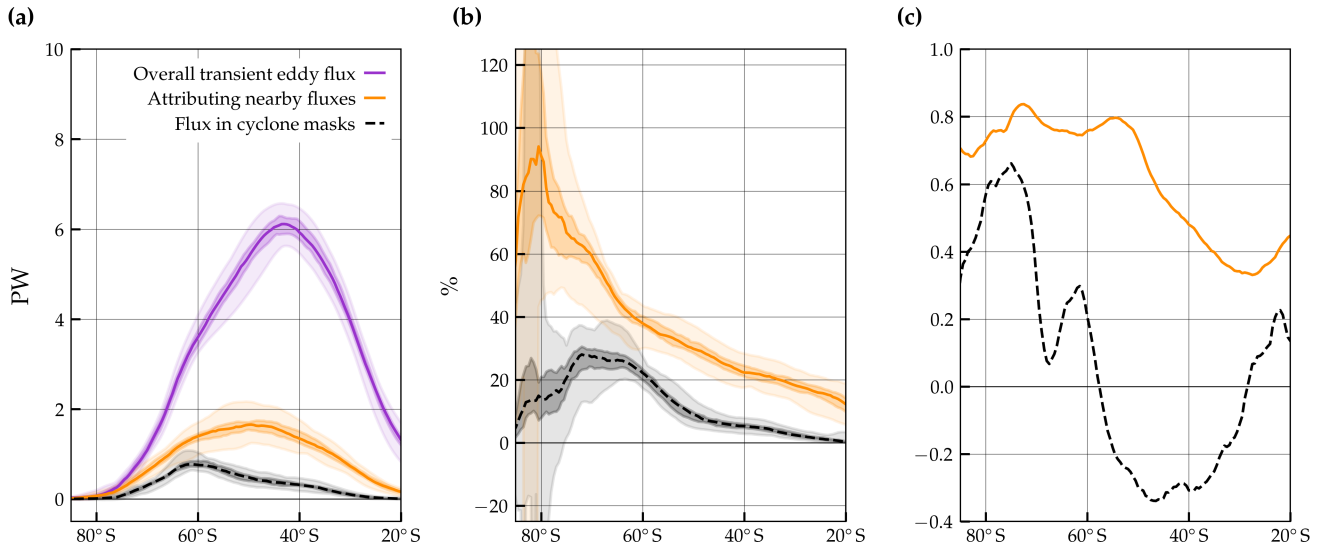 (a)
(b)
(c)
Overall transient eddy flux
Attributing nearby fluxes
Flux in cyclone masks
PW
10
8
6
4
2
0
80°S
60°S
40°S
20°S
%
120
100
80
60
40
20
0
−20
80°S
60°S
40°S
20°S
1.0
0.8
0.6
0.4
0.2
0.0
−0.2
−0.4
80°S
60°S
40°S
20°S